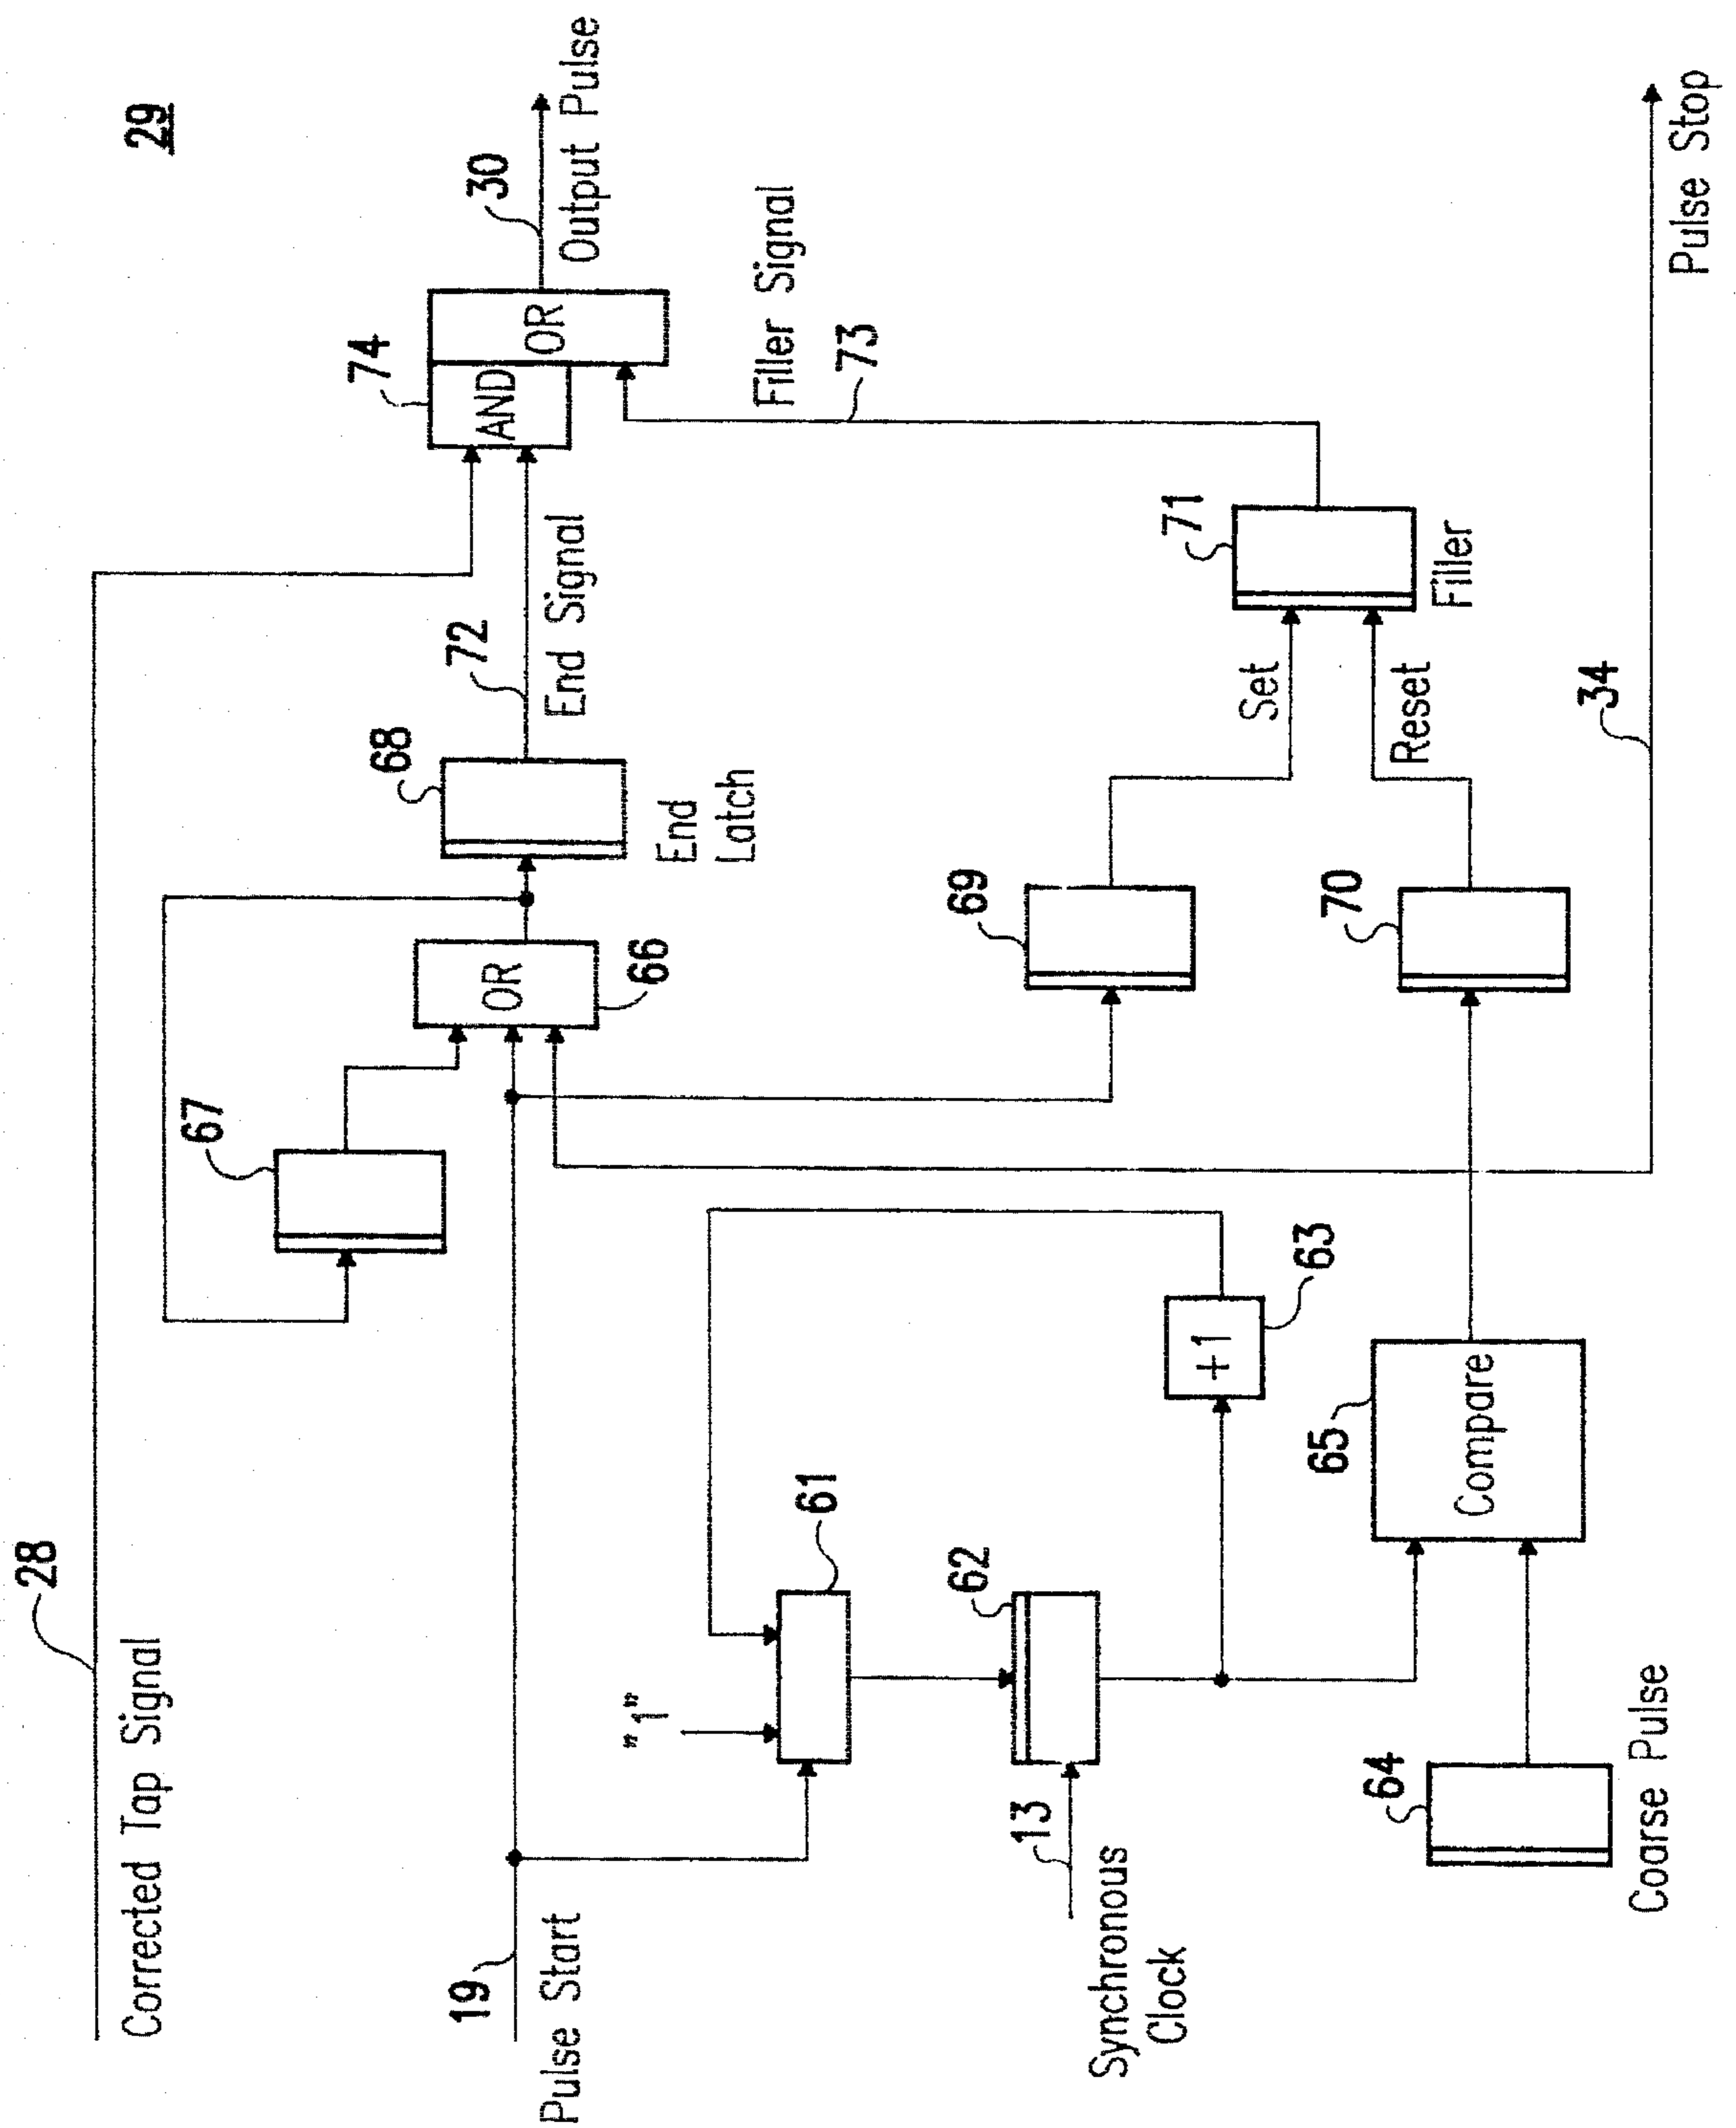 29
28
Corrected Tap Signal
19
Pulse Start
67
OR
66
68
End
Latch
72
End Signal
74
AND
OR
30
Output Pulse
"1"
61
62
13
Synchronous
Clock
+1
63
64
Coarse Pulse
65
Compare
69
70
Set
Reset
71
Filler
73
Filler Signal
34
Pulse Stop